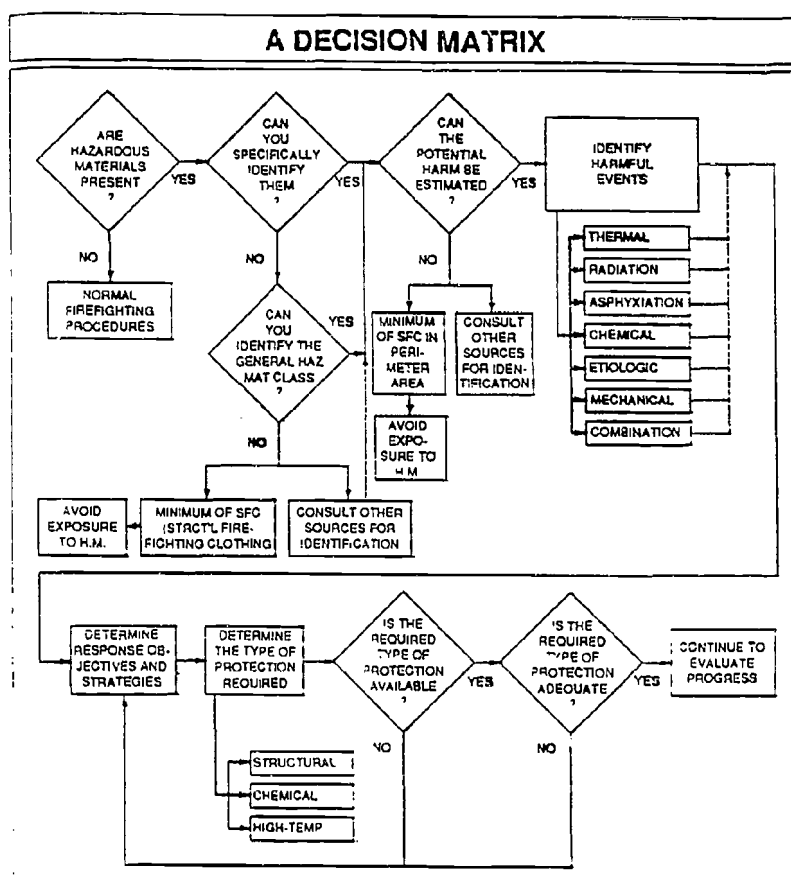 A DECISION MATRIX
ARE
HAZARDOUS
MATERIALS
PRESENT
?
YES
NO
NORMAL
FIREFIGHTING
PROCEDURES
CAN
YOU
SPECIFICALLY
IDENTIFY
THEM
?
YES
NO
CAN
YOU
IDENTIFY THE
GENERAL HAZ
MAT CLASS
?
YES
NO
AVOID
EXPOSURE
TO H.M.
MINIMUM OF SFC
(STRCT'L FIRE-
FIGHTING CLOTHING
CONSULT OTHER
SOURCES FOR
IDENTIFICATION
CAN
THE
POTENTIAL
HARM BE
ESTIMATED
?
YES
NO
MINIMUM
OF SFC IN
PERI-
METER
AREA
AVOID
EXPO-
SURE TO
H.M
CONSULT
OTHER
SOURCES
FOR IDEN-
TIFICATION
IDENTIFY
HARMFUL
EVENTS
THERMAL
RADIATION
ASPHYXIATION
CHEMICAL
ETIOLOGIC
MECHANICAL
COMBINATION
DETERMINE
RESPONSE OB-
JECTIVES AND
STRATEGIES
DETERMINE
THE TYPE OF
PROTECTION
REQUIRED
STRUCTURAL
CHEMICAL
HIGH-TEMP
IS THE
REQUIRED
TYPE OF
PROTECTION
AVAILABLE
?
YES
NO
IS THE
REQUIRED
TYPE OF
PROTECTION
ADEQUATE
?
YES
NO
CONTINUE TO
EVALUATE
PROGRESS